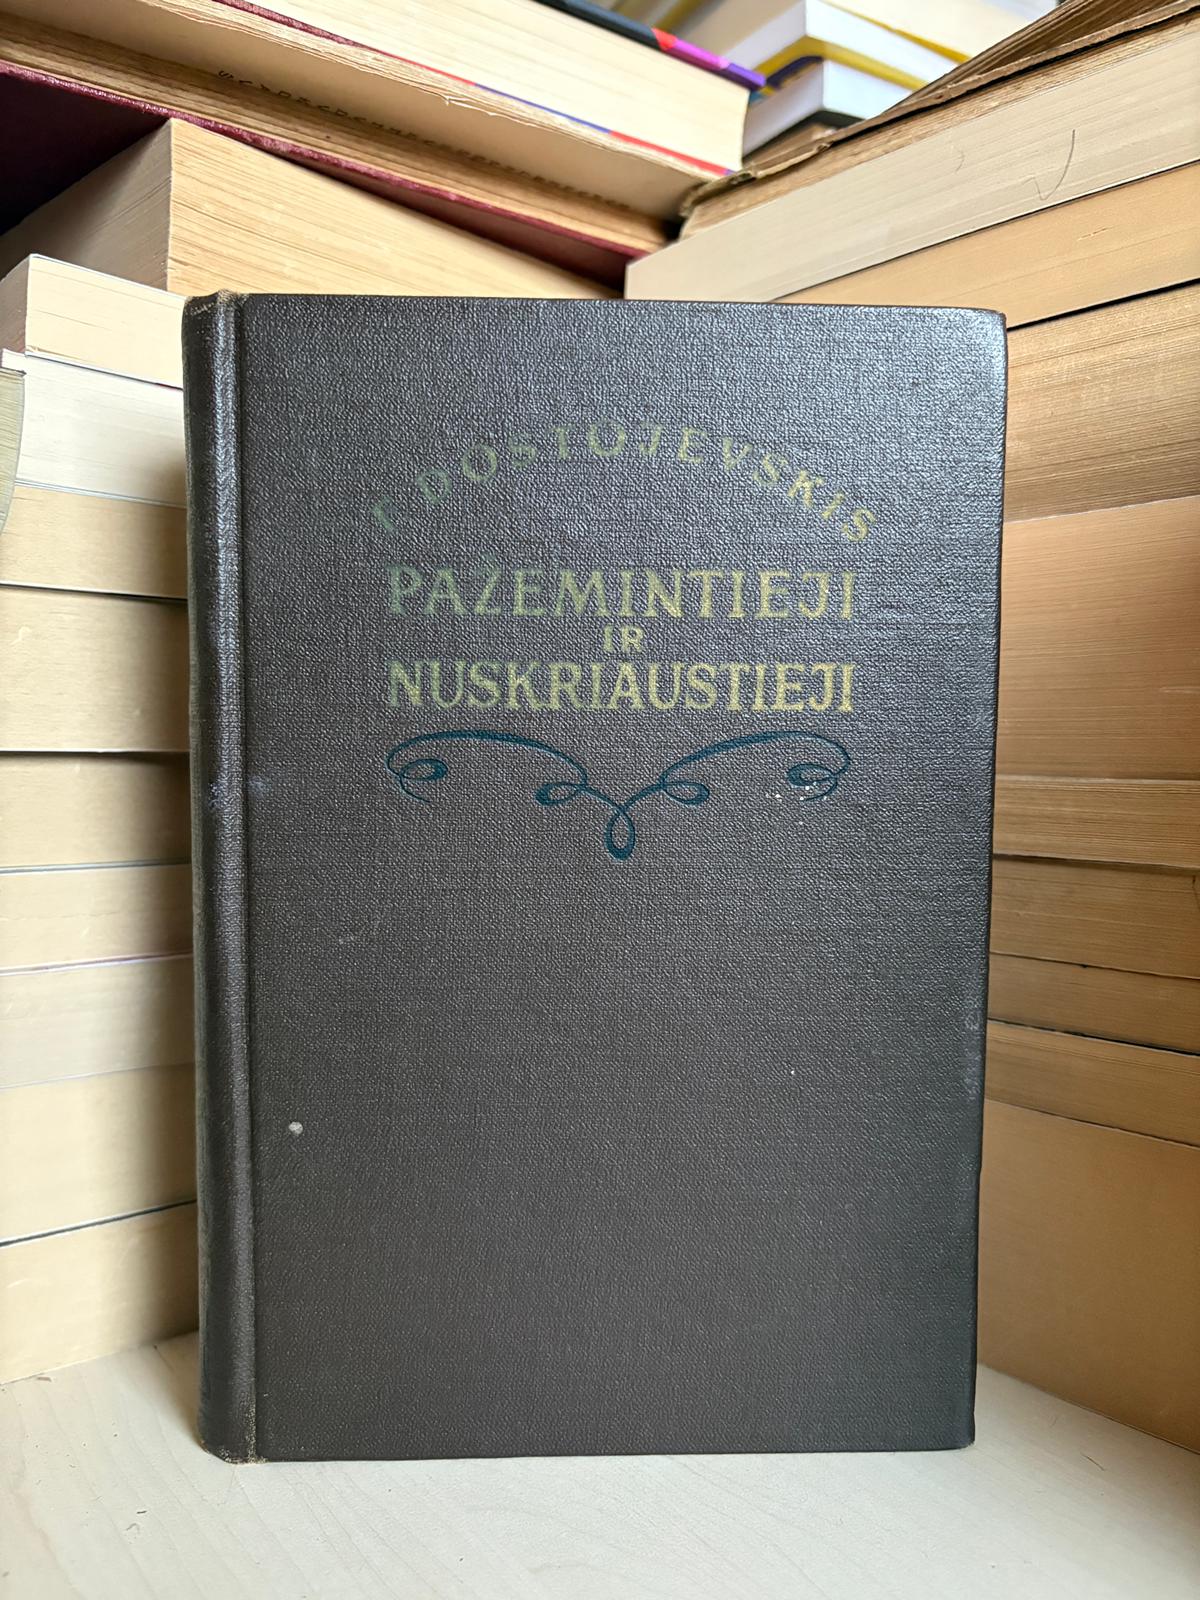 F. DOSTOJEVSKIS
PAŽEMINTIEJI
IR
NUSKRIAUSTIEJI